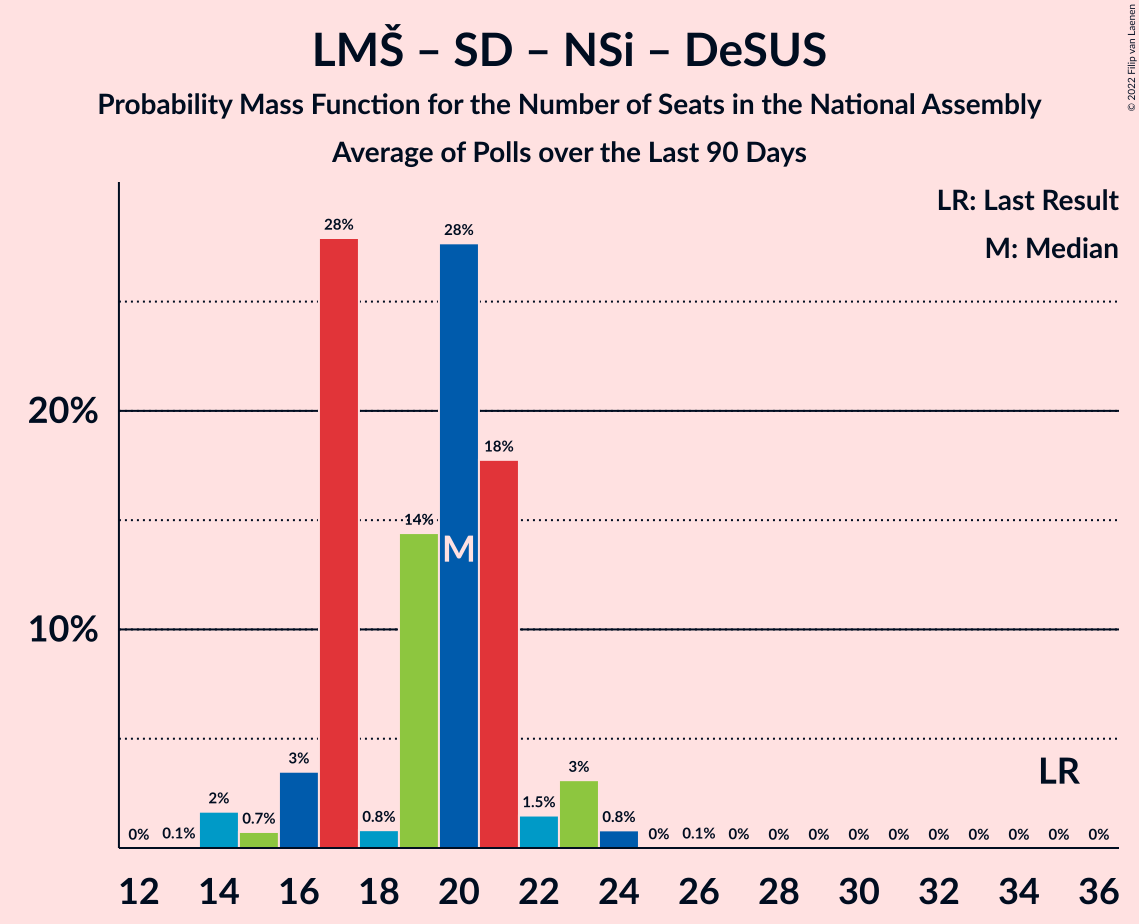 LMŠ – SD – NSi – DeSUS
Probability Mass Function for the Number of Seats in the National Assembly
Average of Polls over the Last 90 Days
© 2022 Filip van Laenen
LR: Last Result
M: Median
28%
28%
20%
18%
14%
M
10%
3%
3%
LR
2%
1.5%
0.7%
0.8%
0.8%
0% 0.1% 0% 0.1% 0% 0% 0% 0% 0% 0% 0% 0% 0% 0%
12 14 16 18 20 22 24 26 28 30 32 34 36